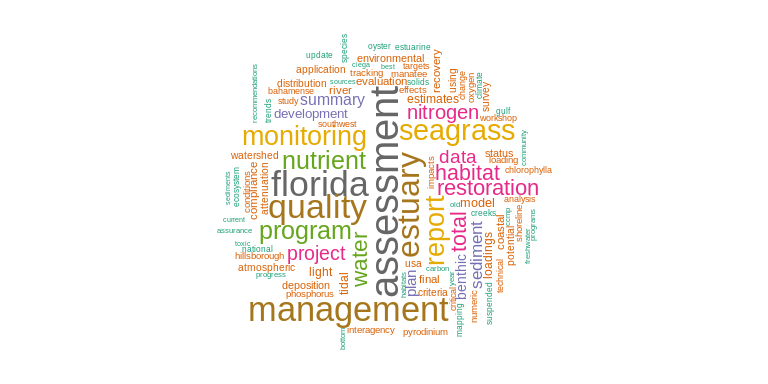 species
oyster
estuarine
update
environmental
ciega
best
targets
application
tracking
manatee
recovery
recommendations
distribution
sources
evaluation
solids
using
change
oxygen
climate
bahamense
river
effects
survey
study
summary
estimates
trends
development
nitrogen
gulf
workshop
southwest
monitoring
seagrass
assessment
community
watershed
nutrient
data
status
loading
chlorophylla
impacts
habitat
sediments
ecosystem
conditions
compliance
attenuation
florida
restoration
estuary
quality
report
total
old
model
analysis
creeks
ccmp
shoreline
programs
current
assurance
program
water
coastal
potential
freshwater
toxic
national
project
sediment
hillsborough
usa
benthic
loadings
atmospheric
light
carbon
progress
tidal
plan
final
year
technical
deposition
phosphorus
habitats
criteria
critical
management
numeric
suspended
mapping
bottom
interagency
pyrodinium